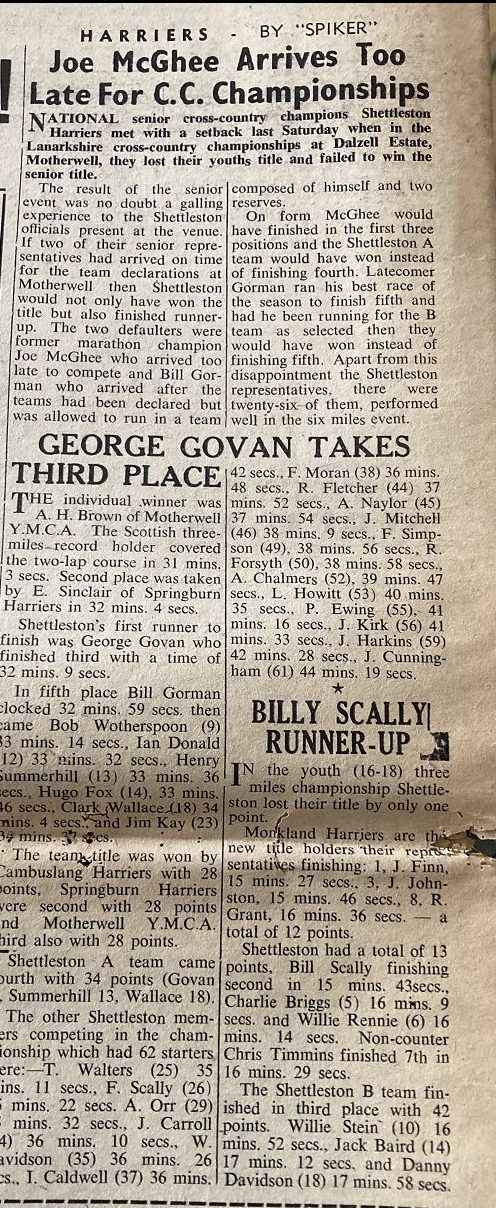 HARRIERS - BY "SPIKER"
Joe McGhee Arrives Too
Late For C.C. Championships
NATIONAL senior cross-country champions Shettleston
Harriers met with a setback last Saturday when in the
Lanarkshire cross-country championships at Dalzell Estate,
Motherwell, they lost their youths title and failed to win the
senior title.
The result of the senior
event was no doubt a galling
experience to the Shettleston
officials present at the venue.
If two of their senior repre-
sentatives had arrived on time
for the team declarations at
Motherwell then Shettleston
would not only have won the
title but also finished runner-
up. The two defaulters were
former marathon champion
Joe McGhee who arrived too
late to compete and Bill Gor-
man who arrived after the
teams had been declared but
was allowed to run in a team
composed of himself and two
reserves.
On form McGhee would
have finished in the first three
positions and the Shettleston A
team would have won instead
of finishing fourth. Latecomer
Gorman ran his best race of
the season to finish fifth and
had he been running for the B
team as selected then they
would have won instead of
finishing fifth. Apart from this
disappointment the Shettleston
representatives, there were
twenty-six of them, performed
well in the six miles event.
GEORGE GOVAN TAKES
THIRD PLACE
THE individual winner was
A. H. Brown of Motherwell
Y.M.C.A. The Scottish three-
miles record holder covered
the two-lap course in 31 mins.
3 secs. Second place was taken
by E. Sinclair of Springburn
Harriers in 32 mins. 4 secs.
Shettleston's first runner to
finish was George Govan who
finished third with a time of
32 mins. 9 secs.
In fifth place Bill Gorman
clocked 32 mins. 59 secs. then
came Bob Wotherspoon (9)
33 mins. 14 secs., Ian Donald
(12) 33 mins. 32 secs., Henry
Summerhill (13) 33 mins. 36
secs., Hugo Fox (14), 33 mins.
46 secs., Clark Wallace (18) 34
mins. 4 secs., and Jim Kay (23)
mins. secs.
The team title was won by
Cambuslang Harriers with 28
points, Springburn Harriers
were second with 28 points
and Motherwell Y.M.C.A.
third also with 28 points.
Shettleston A team came
fourth with 34 points (Govan
, Summerhill 13, Wallace 18).
The other Shettleston mem-
ers competing in the cham-
ionship which had 62 starters
ere:—T. Walters (25) 35
ins. 11 secs., F. Scally (26)
mins. 22 secs. A. Orr (29)
mins. 32 secs., J. Carroll
4) 36 mins. 10 secs., W.
avidson (35) 36 mins. 26
cs., I. Caldwell (37) 36 mins.
42 secs., F. Moran (38) 36 mins.
48 secs., R. Fletcher (44) 37
mins. 52 secs., A. Naylor (45)
37 mins. 54 secs., J. Mitchell
(46) 38 mins. 9 secs., F. Simp-
son (49), 38 mins. 56 secs., R.
Forsyth (50), 38 mins. 58 secs.,
A. Chalmers (52), 39 mins. 47
secs., L. Howitt (53) 40 mins.
35 secs., P. Ewing (55), 41
mins. 16 secs., J. Kirk (56) 41
mins. 33 secs., J. Harkins (59)
42 mins. 28 secs., J. Cunning-
ham (61) 44 mins. 19 secs.
★
BILLY SCALLY
RUNNER-UP
IN the youth (16-18) three
miles championship Shettle-
ston lost their title by only one
point.
Monkland Harriers are the
new title holders their repre-
sentatives finishing: 1, J. Finn,
15 mins. 27 secs., 3, J. John-
ston, 15 mins. 46 secs., 8, R.
Grant, 16 mins. 36 secs. — a
total of 12 points.
Shettleston had a total of 13
points, Bill Scally finishing
second in 15 mins. 43secs.,
Charlie Briggs (5) 16 mins. 9
secs. and Willie Rennie (6) 16
mins. 14 secs. Non-counter
Chris Timmins finished 7th in
16 mins. 29 secs.
The Shettleston B team fin-
ished in third place with 42
points. Willie Stein (10) 16
mins. 52 secs., Jack Baird (14)
17 mins. 12 secs. and Danny
Davidson (18) 17 mins. 58 secs.